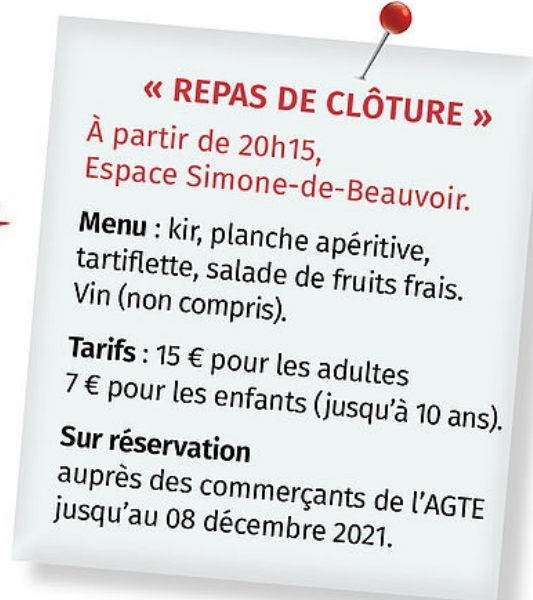 « REPAS DE CLÔTURE »
À partir de 20h15,
Espace Simone-de-Beauvoir.
Menu : kir, planche apéritive,
tartiflette, salade de fruits frais.
Vin (non compris).
Tarifs : 15 € pour les adultes
7 € pour les enfants (jusqu'à 10 ans).
Sur réservation
auprès des commerçants de l'AGTE
jusqu'au 08 décembre 2021.